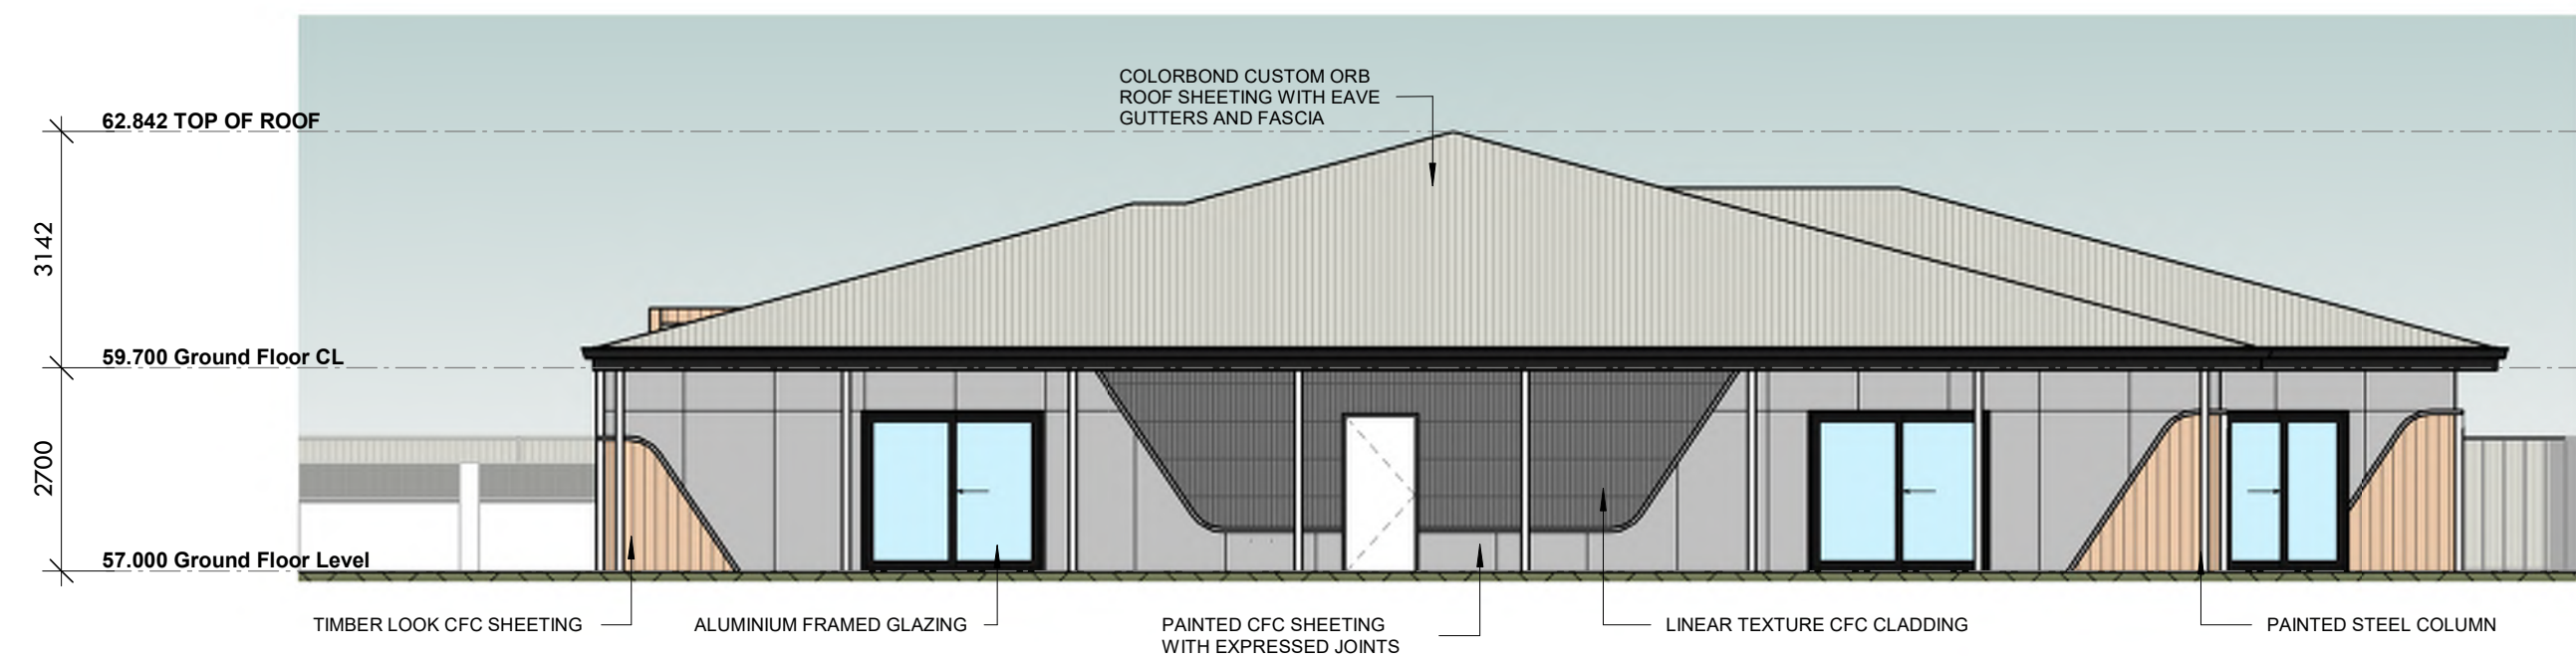 COLORBOND CUSTOM ORB
ROOF SHEETING WITH EAVE
GUTTERS AND FASCIA
62.842 TOP OF ROOF
3142
59.700 Ground Floor CL
2700
57.000 Ground Floor Level
TIMBER LOOK CFC SHEETING
ALUMINIUM FRAMED GLAZING
PAINTED CFC SHEETING
WITH EXPRESSED JOINTS
LINEAR TEXTURE CFC CLADDING
PAINTED STEEL COLUMN